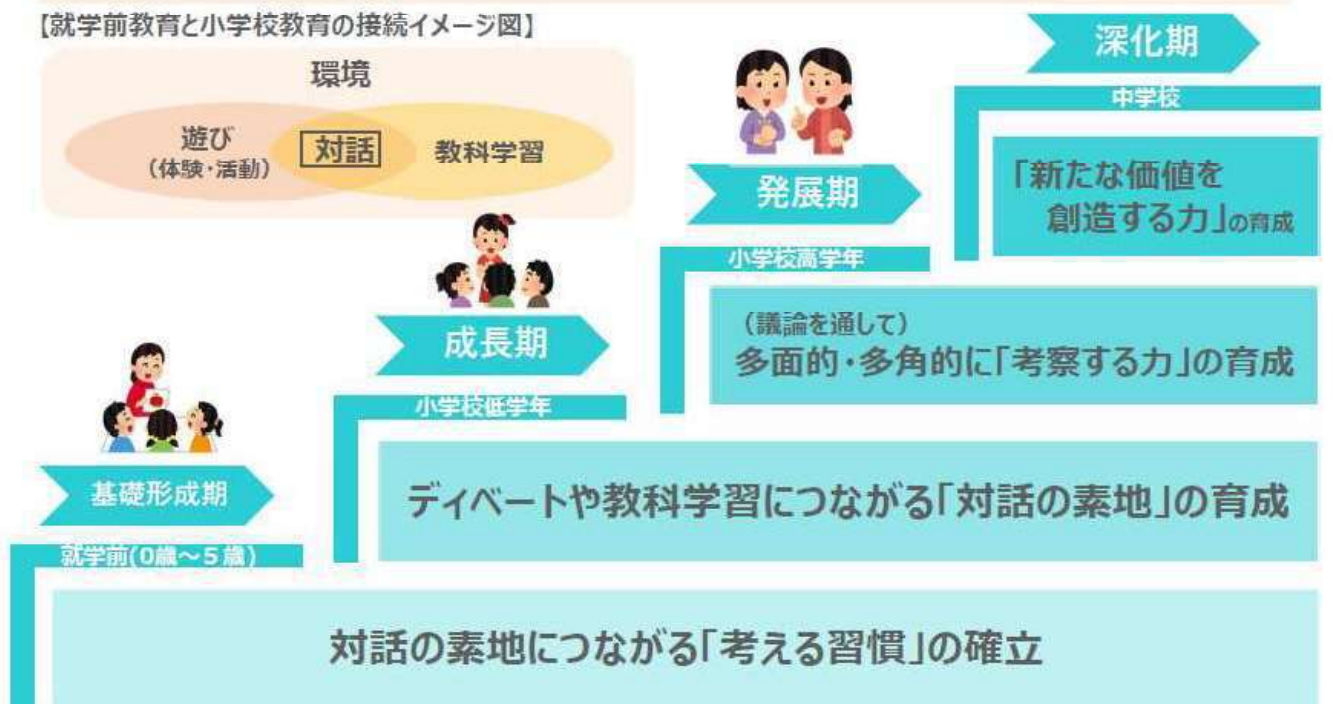 【就学前教育と小学校教育の接続イメージ図】
環境
遊び
(体験・活動)
対話
教科学習
深化期
中学校
「新たな価値を
創造する力」の育成
発展期
小学校高学年
(議論を通して)
多面的・多角的に「考察する力」の育成
成長期
小学校低学年
ディベートや教科学習につながる「対話の素地」の育成
基礎形成期
就学前(0歳~5歳)
対話の素地につながる「考える習慣」の確立